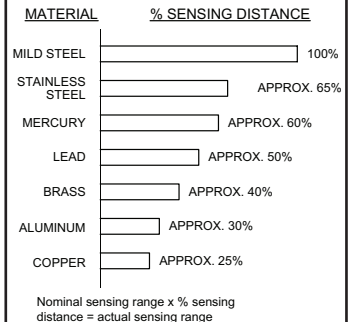 MATERIAL % SENSING DISTANCE
MILD STEEL 100%
STAINLESS
STEEL APPROX. 65%
MERCURY APPROX. 60%
LEAD APPROX. 50%
BRASS APPROX. 40%
ALUMINUM APPROX. 30%
COPPER APPROX. 25%
Nominal sensing range x % sensing
distance = actual sensing range